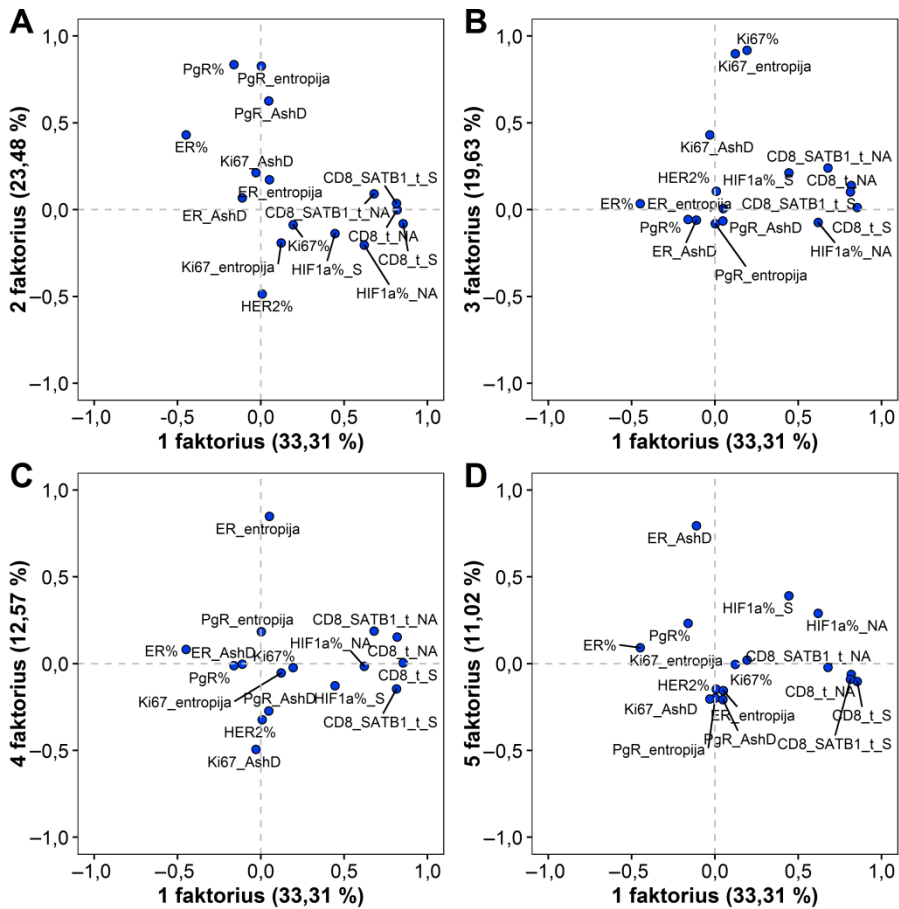 A
1,0
0,5
0,0
–0,5
–1,0
2 faktorius (23,48 %)
PgR%
PgR_entropija
PgR_AshD
ER%
Ki67_AshD
ER_entropija
CD8_SATB1_t_S
ER_AshD
CD8_SATB1_t_NA
CD8_t_NA
Ki67%
CD8_t_S
Ki67_entropija
HIF1a%_S
HIF1a%_NA
HER2%
–1,0
–0,5
0,0
0,5
1,0
1 faktorius (33,31 %)
B
1,0
0,5
0,0
–0,5
–1,0
3 faktorius (19,63 %)
Ki67%
Ki67_entropija
Ki67_AshD
CD8_SATB1_t_NA
HER2%
HIF1a%_S
CD8_t_NA
ER%
ER_entropija
CD8_SATB1_t_S
PgR%
PgR_AshD
CD8_t_S
ER_AshD
HIF1a%_NA
PgR_entropija
–1,0
–0,5
0,0
0,5
1,0
1 faktorius (33,31 %)
C
1,0
0,5
0,0
–0,5
–1,0
4 faktorius (12,57 %)
ER_entropija
PgR_entropija
CD8_SATB1_t_NA
HIF1a%_NA
ER%
ER_AshD
Ki67%
CD8_t_NA
PgR%
CD8_t_S
Ki67_entropija
PgR_AshD
HIF1a%_S
CD8_SATB1_t_S
HER2%
Ki67_AshD
–1,0
–0,5
0,0
0,5
1,0
1 faktorius (33,31 %)
D
1,0
0,5
0,0
–0,5
–1,0
5 faktorius (11,02 %)
ER_AshD
HIF1a%_S
HIF1a%_NA
PgR%
ER%
Ki67_entropija
CD8_SATB1_t_NA
HER2%
Ki67%
CD8_t_NA
Ki67_AshD
ER_entropija
CD8_t_S
PgR_entropija
PgR_AshD
CD8_SATB1_t_S
–1,0
–0,5
0,0
0,5
1,0
1 faktorius (33,31 %)